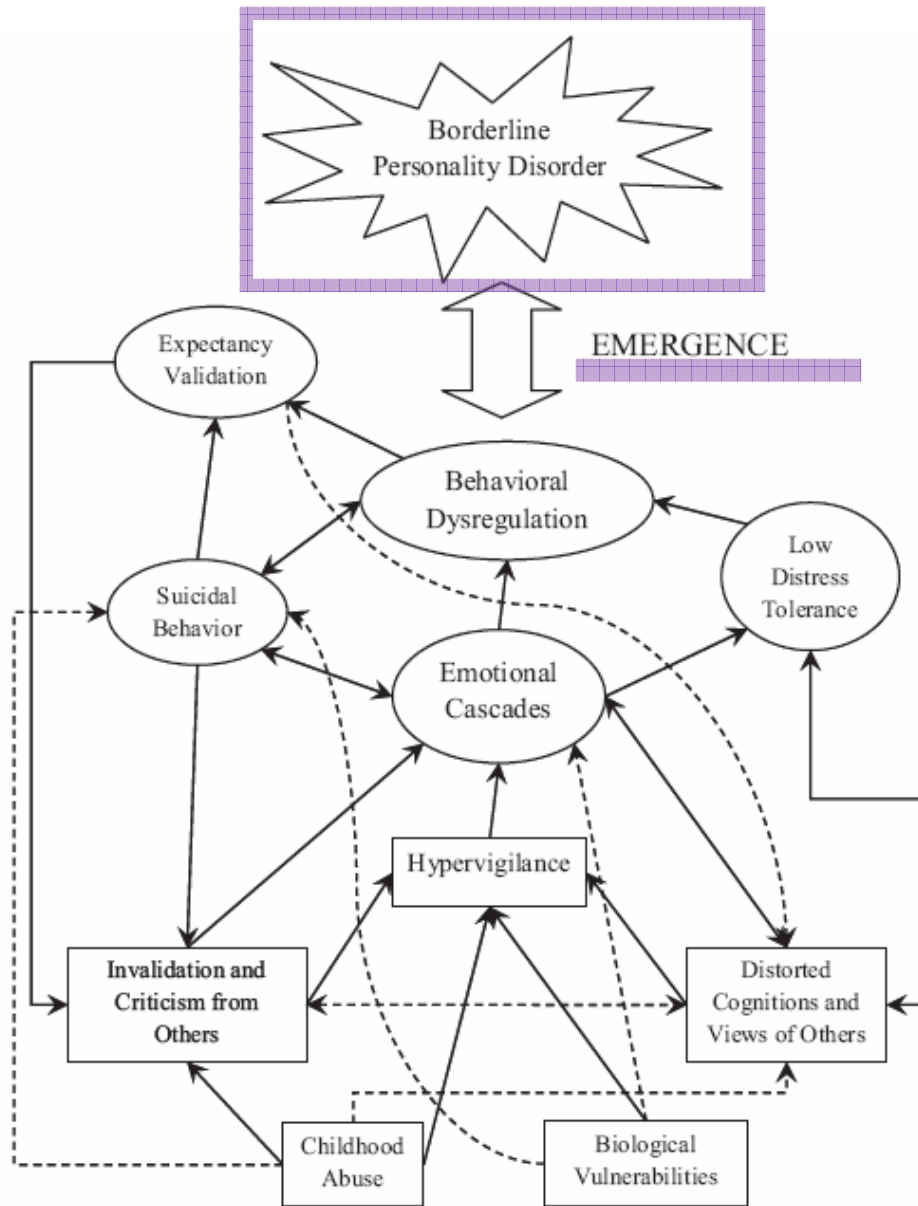 Borderline
Personality Disorder
EMERGENCE
Expectancy
Validation
Behavioral
Dysregulation
Low
Distress
Tolerance
Suicidal
Behavior
Emotional
Cascades
Hypervigilance
Invalidation and
Criticism from
Others
Distorted
Cognitions and
Views of Others
Childhood
Abuse
Biological
Vulnerabilities